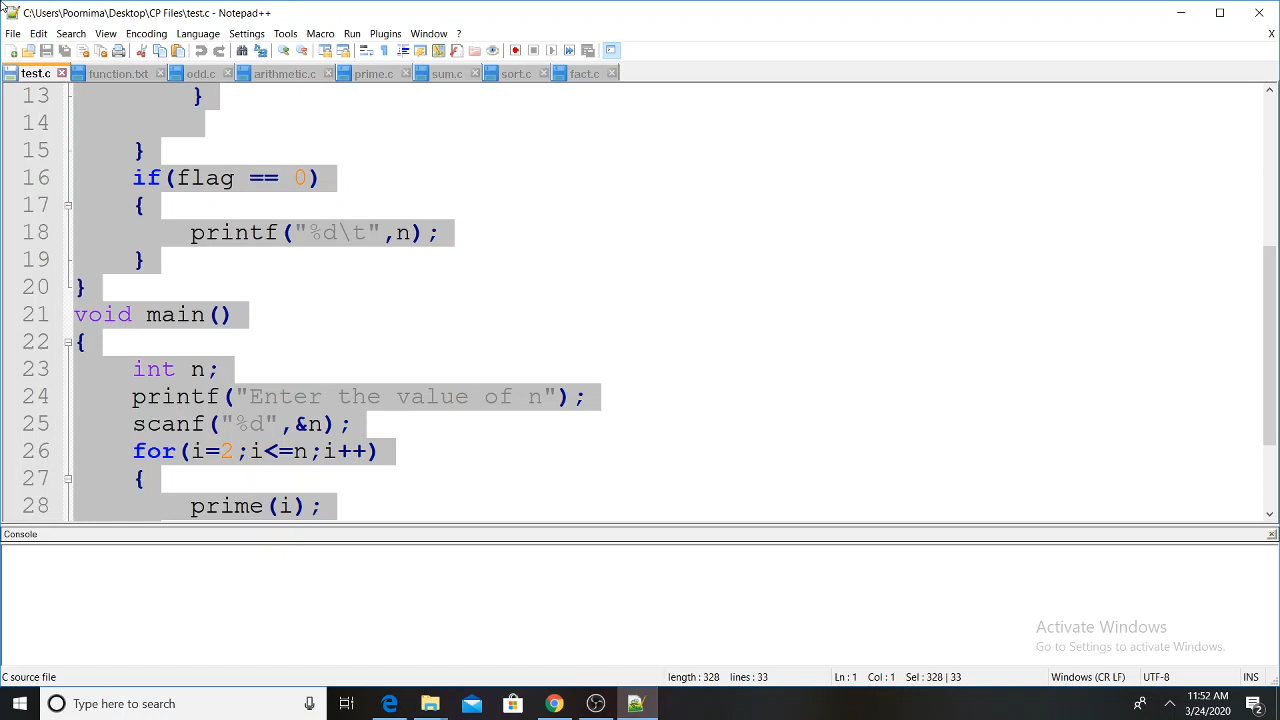 C:\Users\Poornima\Desktop\CP Files\test.c - Notepad++
File Edit Search View Encoding Language Settings Tools Macro Run Plugins Window ? X
test.c function.txt odd.c arithmetic.c prime.c sum.c sort.c fact.c
13 }
14
15 }
16 if(flag == 0)
17 {
18 printf("%d\t",n);
19 }
20 }
21 void main()
22 {
23 int n;
24 printf("Enter the value of n");
25 scanf("%d",&n);
26 for(i=2;i<=n;i++)
27 {
28 prime(i);
Console
Activate Windows
Go to Settings to activate Windows.
C source file length : 328 lines : 33 Ln : 1 Col : 1 Sel : 328 | 33 Windows (CR LF) UTF-8 INS
Type here to search
11:52 AM
3/24/2020
2